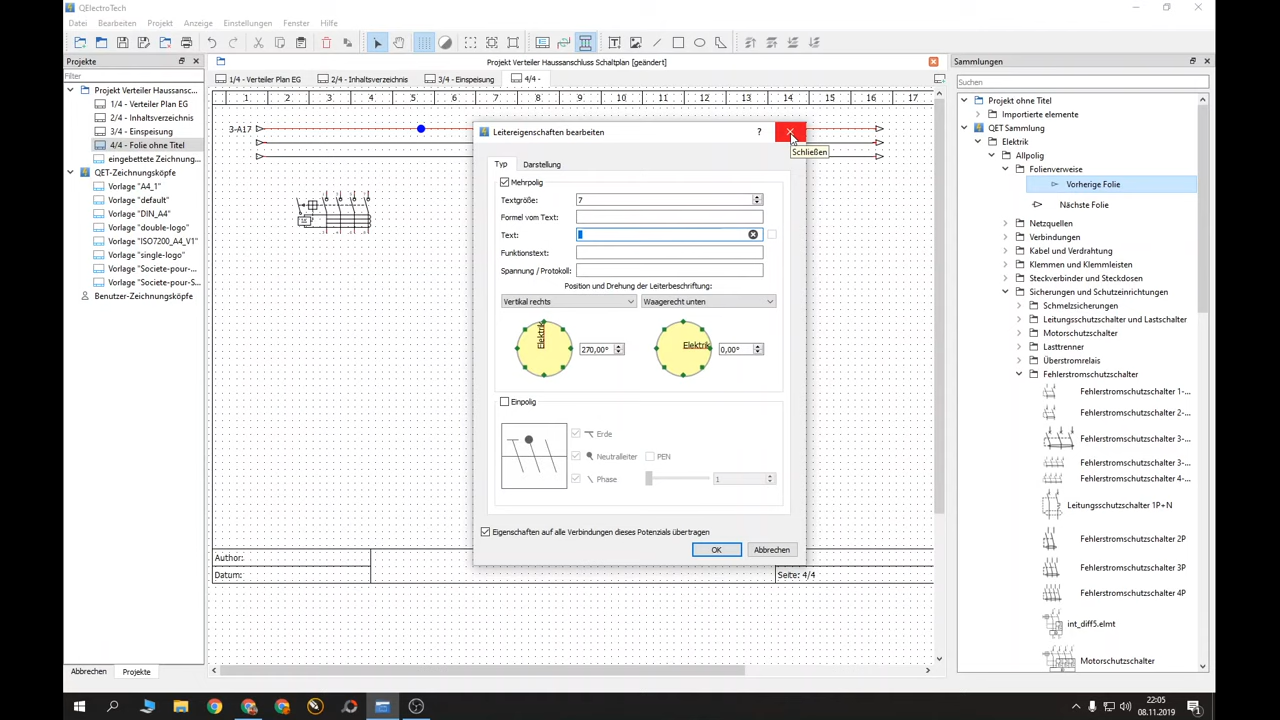 QElectroTech
Datei Bearbeiten Projekt Anzeige Einstellungen Fenster Hilfe
Projekte
Filter
Projekt Verteiler Haussanschluss Schaltplan [geändert]
Sammlungen
Suchen
1/4 - Verteiler Plan EG 2/4 - Inhaltsverzeichnis 3/4 - Einspeisung 4/4 -
Projekt Verteiler Haussanschl...
1/4 - Verteiler Plan EG
2/4 - Inhaltsverzeichnis
3/4 - Einspeisung
4/4 - Folie ohne Titel
eingebettete Zeichnung...
QET-Zeichnungsköpfe
Vorlage "A4_1"
Vorlage "default"
Vorlage "DIN_A4"
Vorlage "double-logo"
Vorlage "ISO7200_A4_V1"
Vorlage "single-logo"
Vorlage "Societe-pour-...
Vorlage "Societe-pour-S...
Benutzer-Zeichnungsköpfe
Abbrechen Projekte
1 2 3 4 5 6 7 8 9 10 11 12 13 14 15 16 17
3-A17
Author:
Datum:
Seite: 4/4
Leitereigenschaften bearbeiten ?
Schließen
Typ Darstellung
Mehrpolig
Textgröße: 7
Formel vom Text:
Text:
Funktionstext:
Spannung / Protokoll:
Position und Drehung der Leiterbeschriftung:
Vertikal rechts Waagerecht unten
Elektrik 270,00° Elektrik 0,00°
Einpolig
Erde
Neutralleiter PEN
Phase 1
Eigenschaften auf alle Verbindungen dieses Potenzials übertragen
OK Abbrechen
Projekt ohne Titel
Importierte elemente
QET Sammlung
Elektrik
Allpolig
Folienverweise
Vorherige Folie
Nächste Folie
Netzquellen
Verbindungen
Kabel und Verdrahtung
Klemmen und Klemmleisten
Steckverbinder und Steckdosen
Sicherungen und Schutzeinrichtungen
Schmelzsicherungen
Leitungsschutzschalter und Lastschalter
Motorschutzschalter
Lasttrenner
Überstromrelais
Fehlerstromschutzschalter
Fehlerstromschutzschalter 1-...
Fehlerstromschutzschalter 2-...
Fehlerstromschutzschalter 3-...
Fehlerstromschutzschalter 3-...
Fehlerstromschutzschalter 4-...
Leitungsschutzschalter 1P+N
Fehlerstromschutzschalter 2P
Fehlerstromschutzschalter 3P
Fehlerstromschutzschalter 4P
int_diff5.elmt
Motorschutzschalter
22:05
08.11.2019